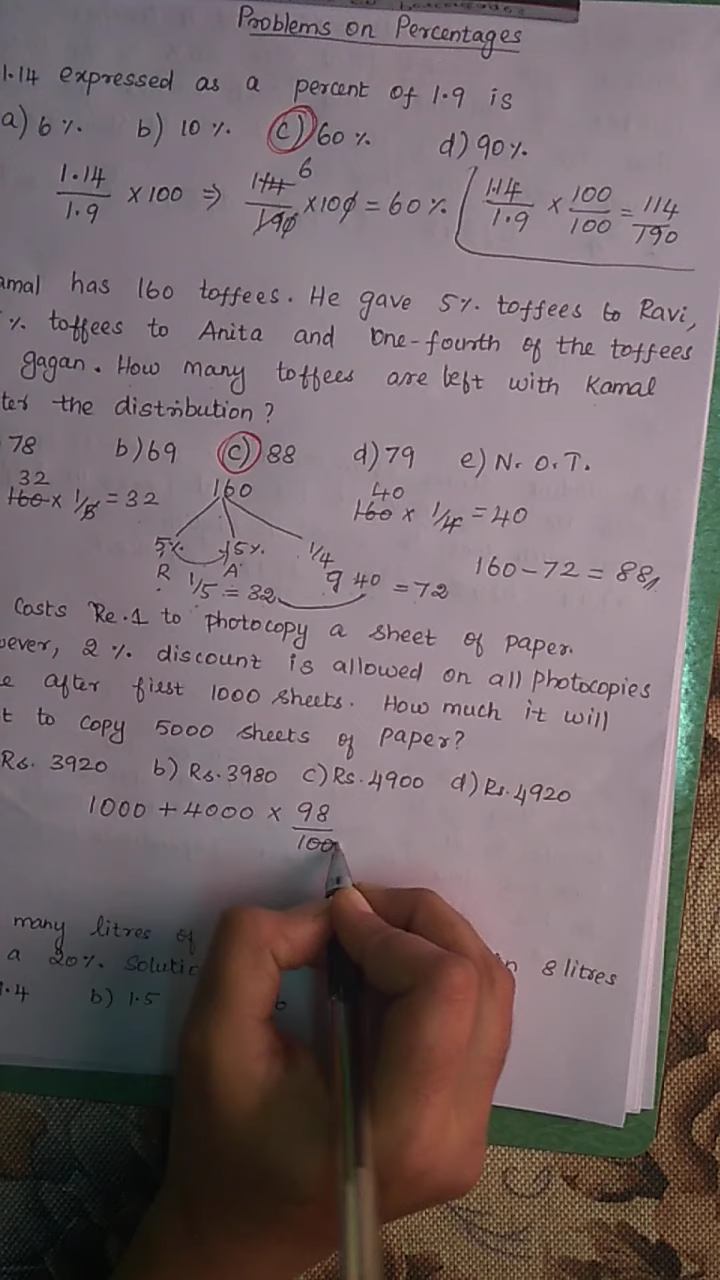 Problems on Percentages
1.14 expressed as a percent of 1.9 is
a) 6 %. b) 10 %. c) 60 %. d) 90 %.
1.14/1.9 × 100 ⇒ 114/190 6 × 100 = 60 % 1.14/1.9 × 100/100 = 114/190
amal has 160 toffees. He gave 5%. toffees to Ravi,
%. toffees to Anita and One-fourth of the toffees
gagan. How many toffees are left with Kamal
ter the distribution?
78 b) 69 c) 88 d) 79 e) N. O. T.
32 160 40
160 × 1/5 = 32 160 × 1/4 = 40
5%. 15%. 1/4
R A g 40 = 72 160 - 72 = 88
1/5 = 32
Costs Re.1 to photocopy a sheet of paper.
ever, 2 %. discount is allowed on all photocopies
e after first 1000 sheets. How much it will
t to copy 5000 sheets of paper?
Rs. 3920 b) Rs. 3980 c) Rs. 4900 d) Rs. 4920
1000 + 4000 × 98/100
many litres of 8 litres
a 20%.
1.4 b) 1.5